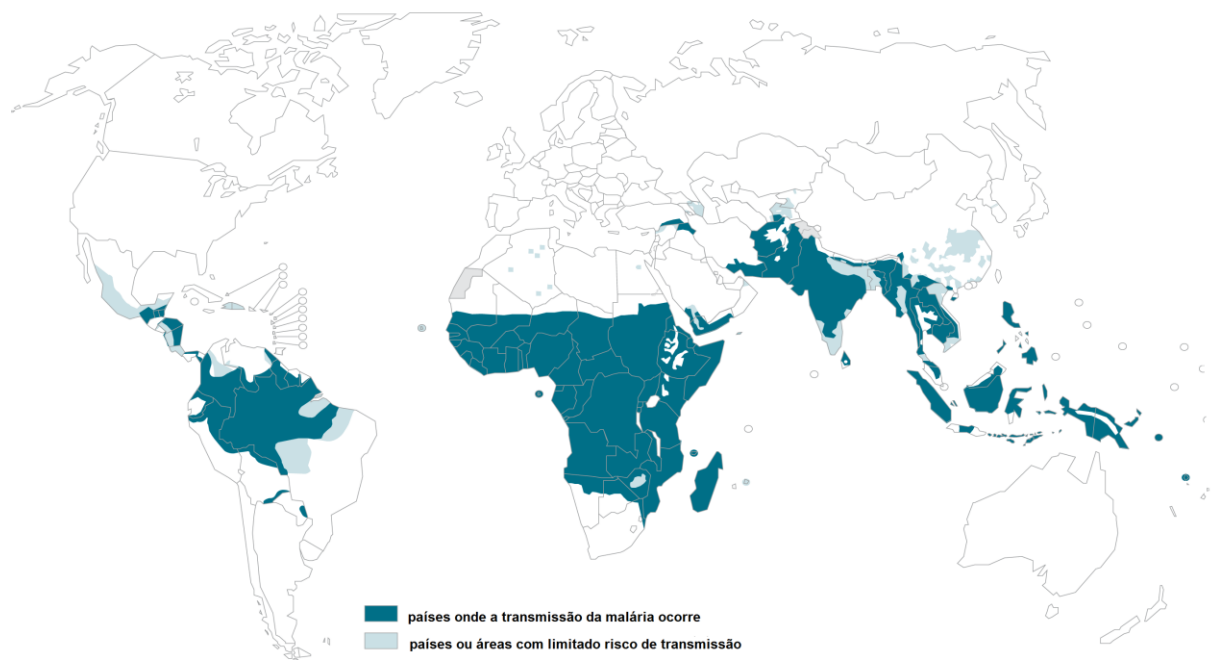 países onde a transmissão da malária ocorre
países ou áreas com limitado risco de transmissão